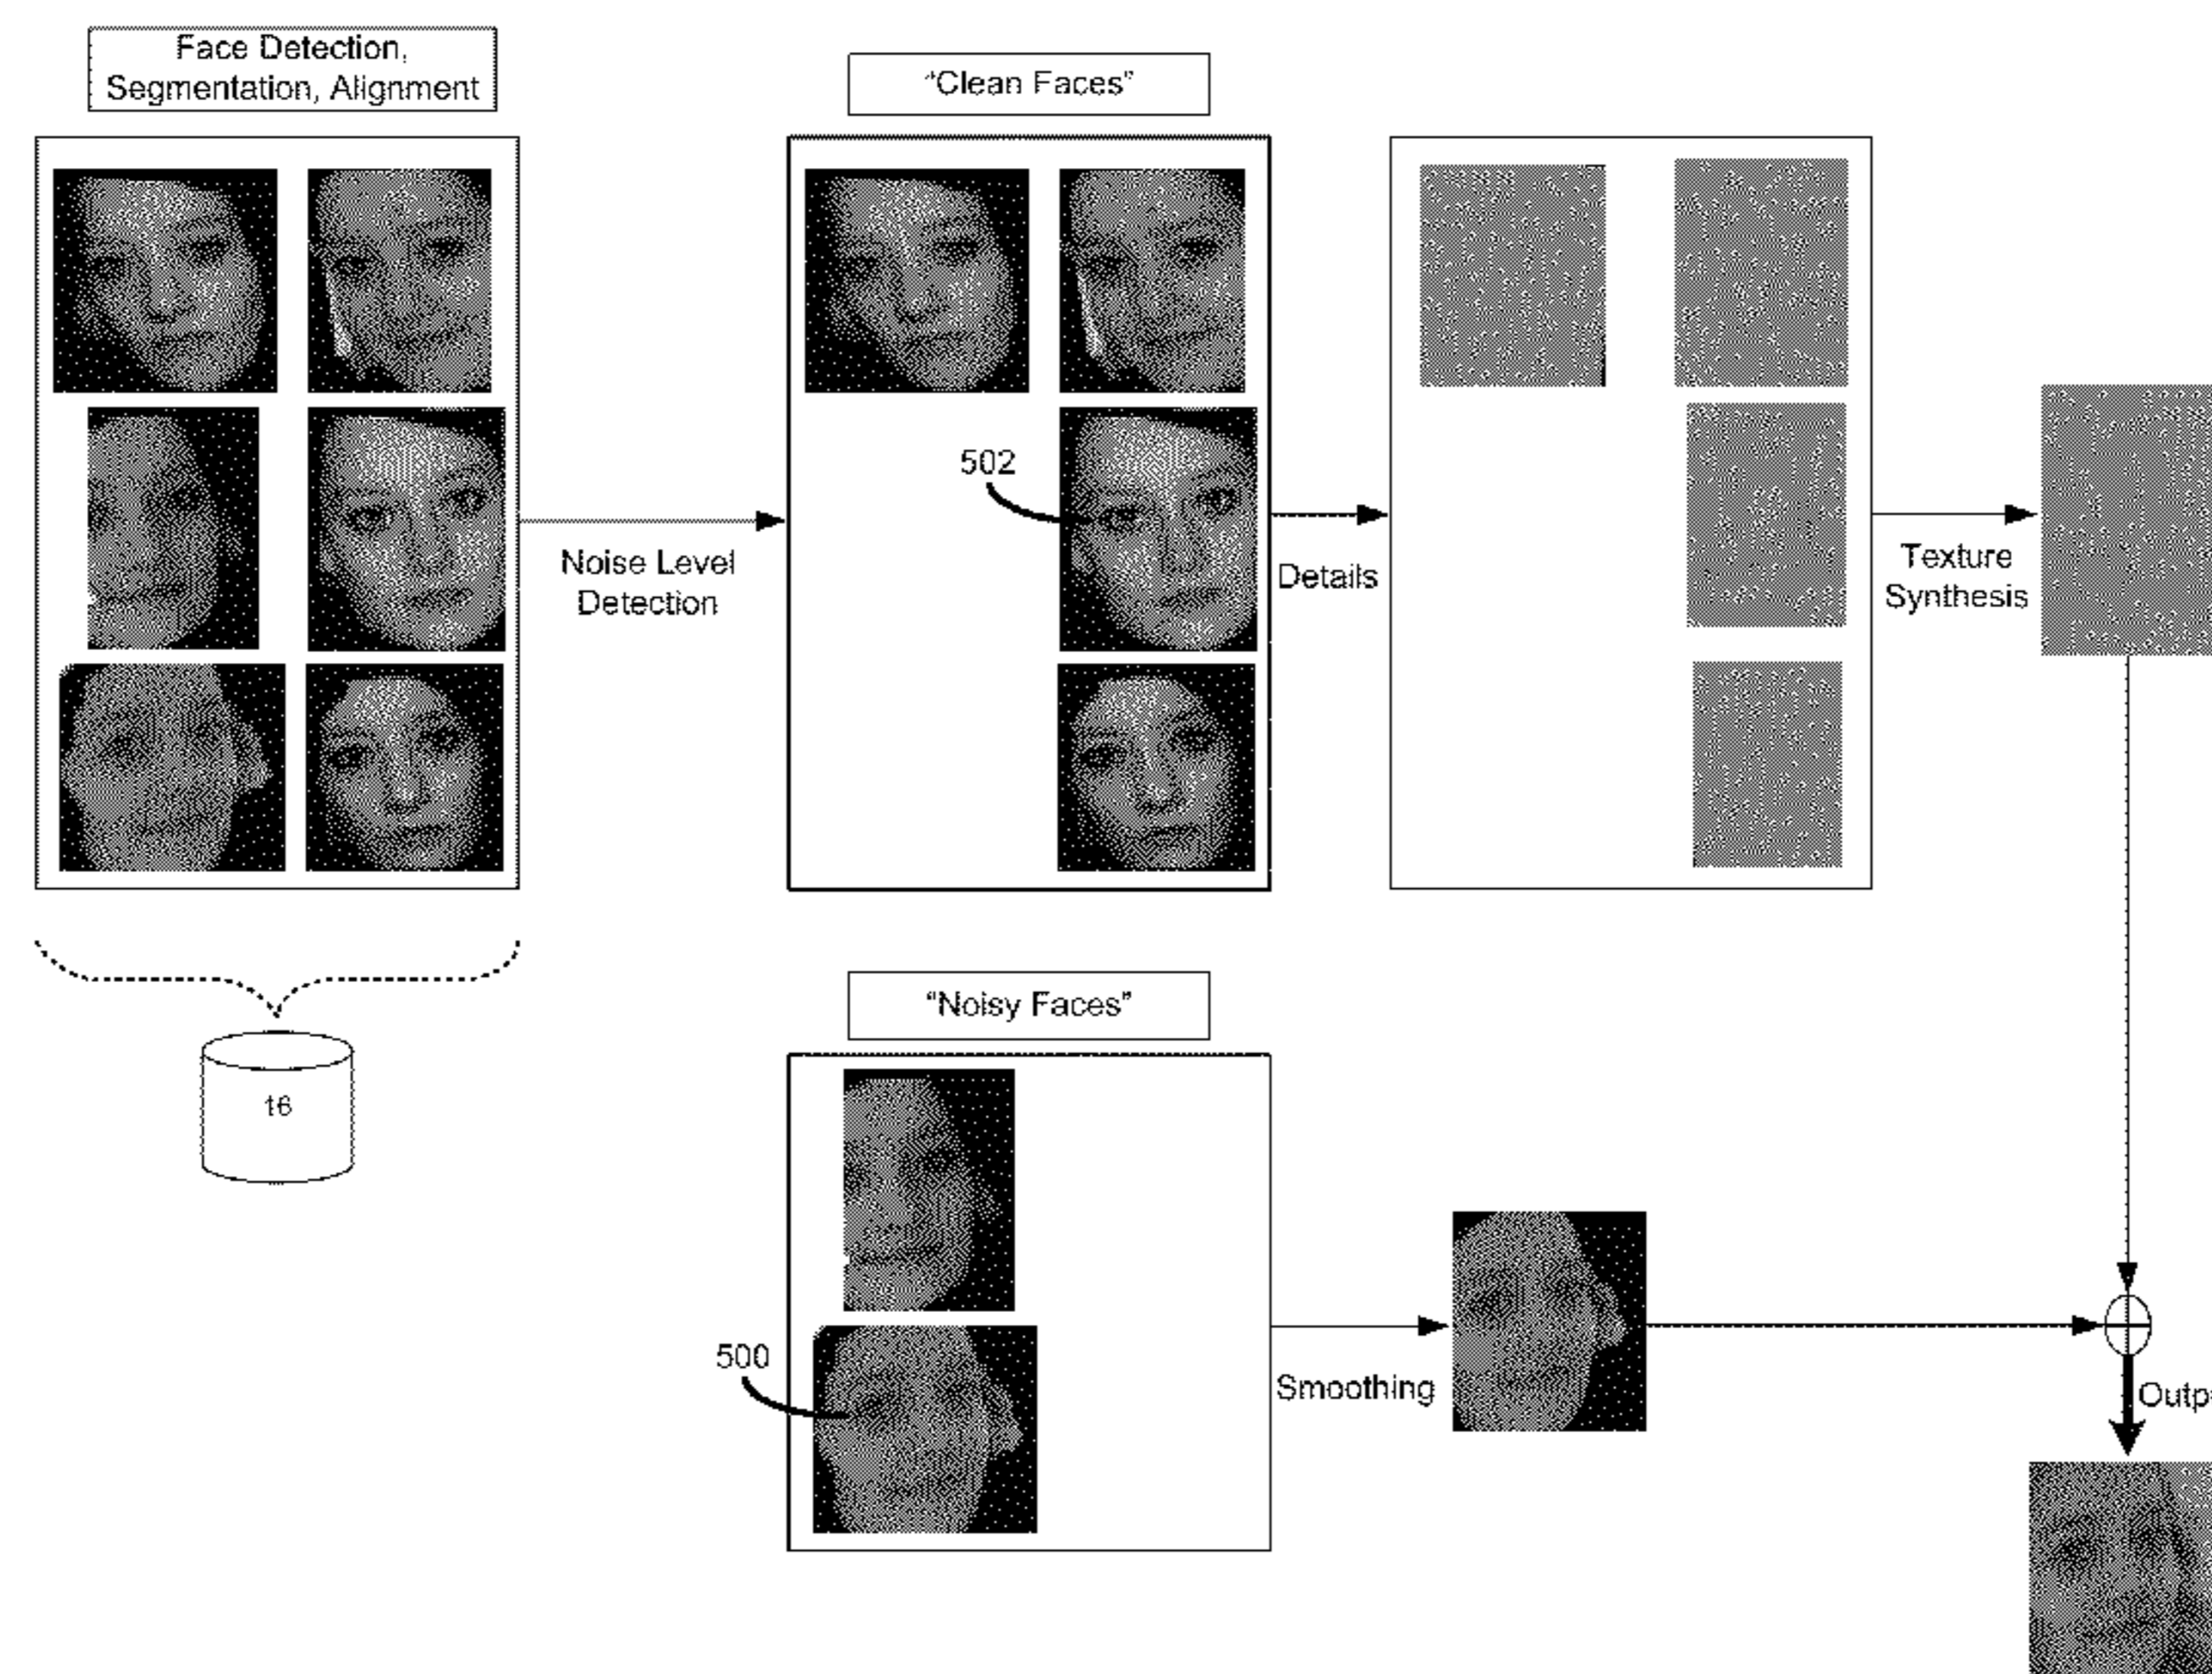 Face Detection,
Segmentation, Alignment
"Clean Faces"
502
Noise Level
Detection
Details
Texture
Synthesis
"Noisy Faces"
16
500
Smoothing